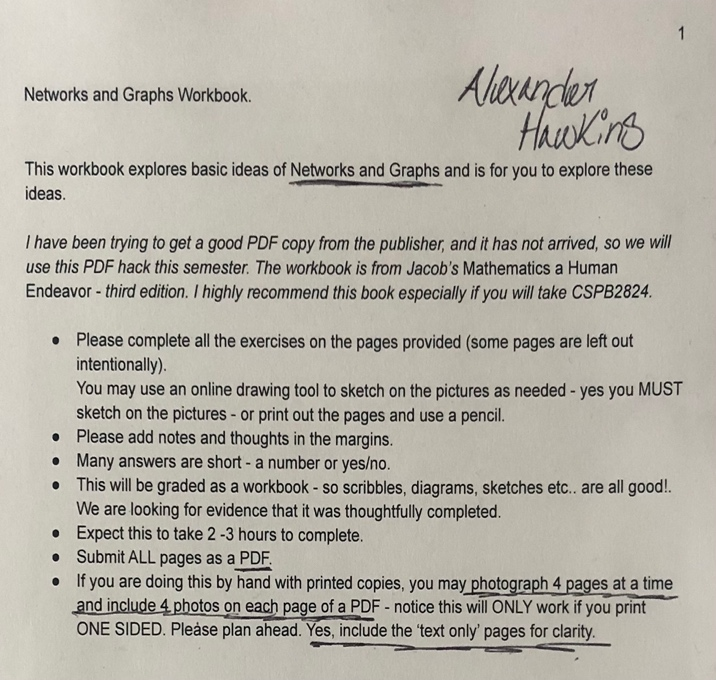 1
Alexander
Hawkins
Networks and Graphs Workbook.
This workbook explores basic ideas of Networks and Graphs and is for you to explore these
ideas.
I have been trying to get a good PDF copy from the publisher, and it has not arrived, so we will
use this PDF hack this semester. The workbook is from Jacob's Mathematics a Human
Endeavor - third edition. I highly recommend this book especially if you will take CSPB2824.
● Please complete all the exercises on the pages provided (some pages are left out
intentionally).
You may use an online drawing tool to sketch on the pictures as needed - yes you MUST
sketch on the pictures - or print out the pages and use a pencil.
● Please add notes and thoughts in the margins.
● Many answers are short - a number or yes/no.
● This will be graded as a workbook - so scribbles, diagrams, sketches etc.. are all good!.
We are looking for evidence that it was thoughtfully completed.
● Expect this to take 2 -3 hours to complete.
● Submit ALL pages as a PDF.
● If you are doing this by hand with printed copies, you may photograph 4 pages at a time
and include 4 photos on each page of a PDF - notice this will ONLY work if you print
ONE SIDED. Please plan ahead. Yes, include the 'text only' pages for clarity.